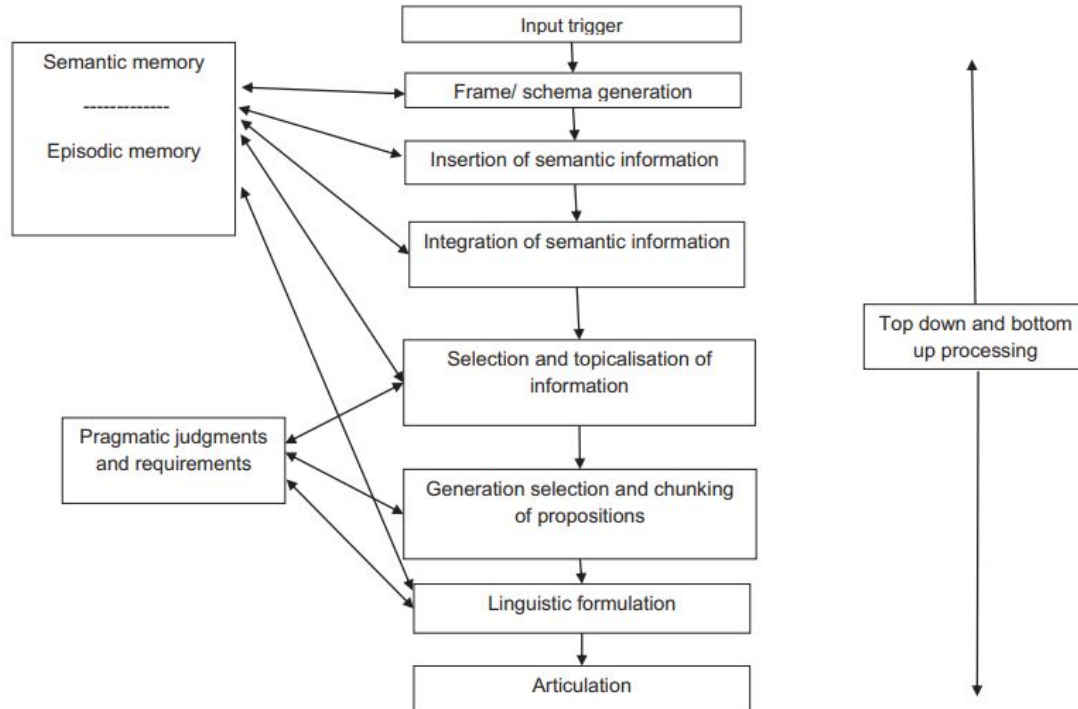 Input trigger
Semantic memory
-------------
Episodic memory
Frame/ schema generation
Insertion of semantic information
Integration of semantic information
Top down and bottom
up processing
Selection and topicalisation of
information
Pragmatic judgments
and requirements
Generation selection and chunking
of propositions
Linguistic formulation
Articulation